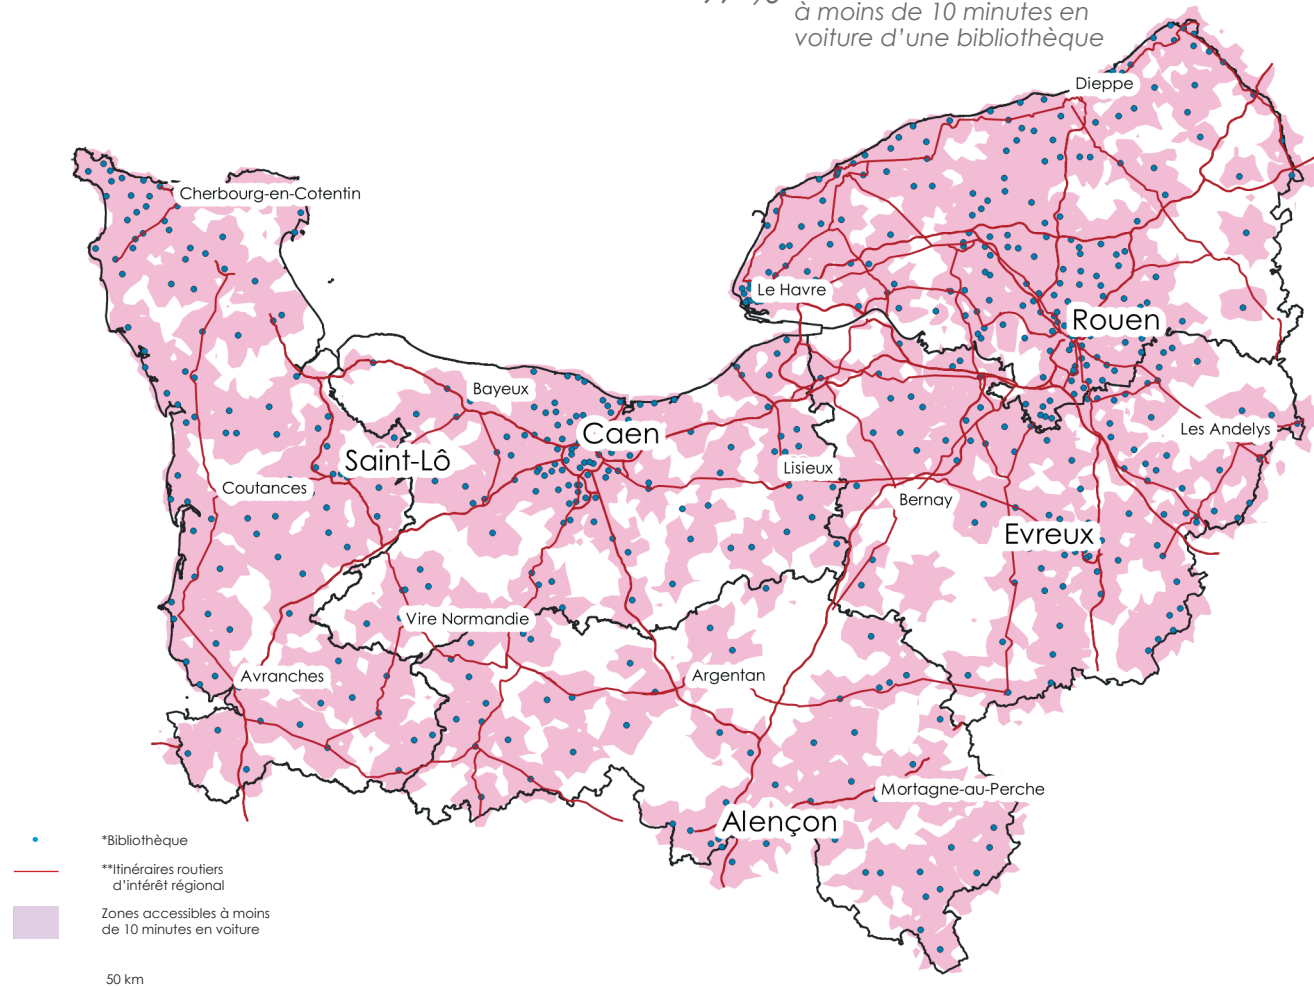 à moins de 10 minutes en
voiture d’une bibliothèque
Dieppe
Cherbourg-en-Cotentin
Le Havre
Rouen
Bayeux
Caen
Les Andelys
Saint-Lô
Lisieux
Coutances
Bernay
Evreux
Vire Normandie
Avranches
Argentan
Mortagne-au-Perche
Alençon
*Bibliothèque
**Itinéraires routiers
d’intérêt régional
Zones accessibles à moins
de 10 minutes en voiture
50 km